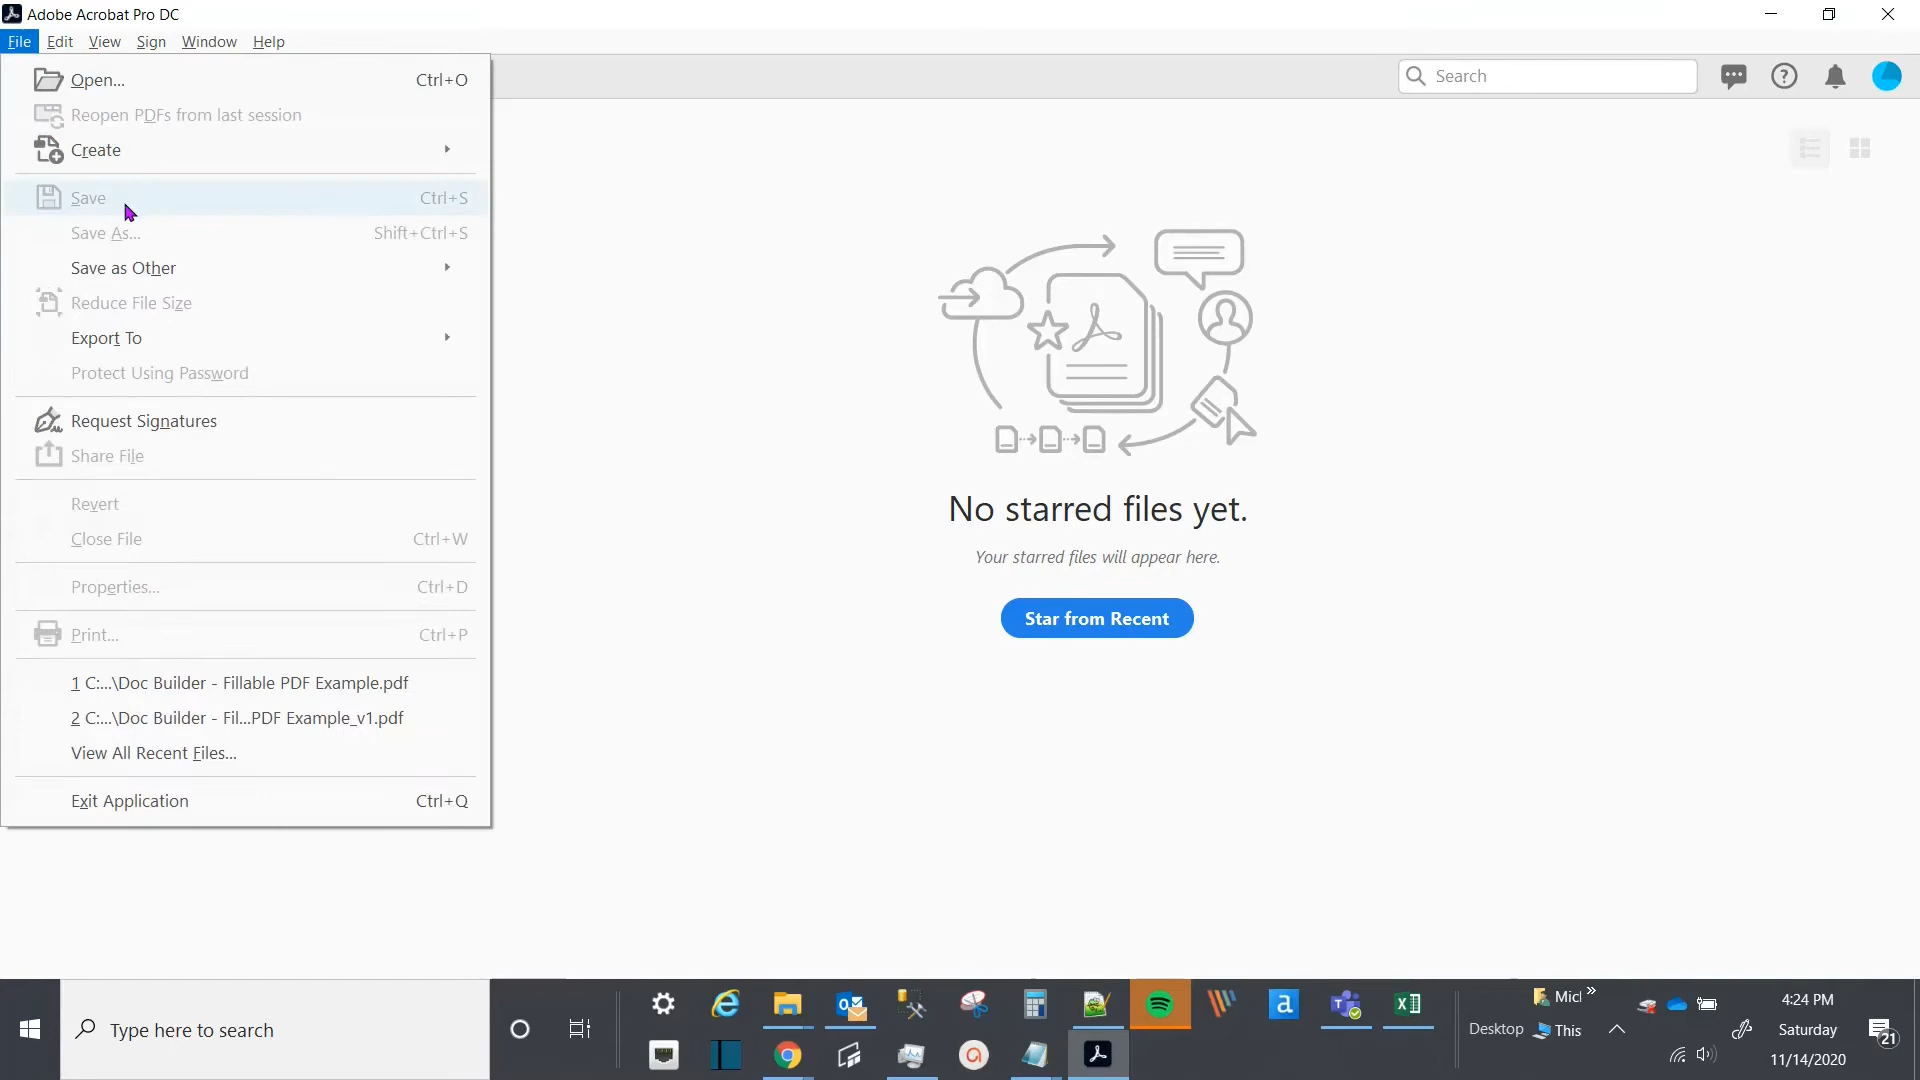 Adobe Acrobat Pro DC
File Edit View Sign Window Help
Open... Ctrl+O
Reopen PDFs from last session
Create
Save Ctrl+S
Save As... Shift+Ctrl+S
Save as Other
Reduce File Size
Export To
Protect Using Password
Request Signatures
Share File
Revert
Close File Ctrl+W
Properties... Ctrl+D
Print... Ctrl+P
1 C:...\Doc Builder - Fillable PDF Example.pdf
2 C:...\Doc Builder - Fil...PDF Example_v1.pdf
View All Recent Files...
Exit Application Ctrl+Q
Search
No starred files yet.
Your starred files will appear here.
Star from Recent
Type here to search
Micl
Desktop This
4:24 PM
Saturday
11/14/2020
21